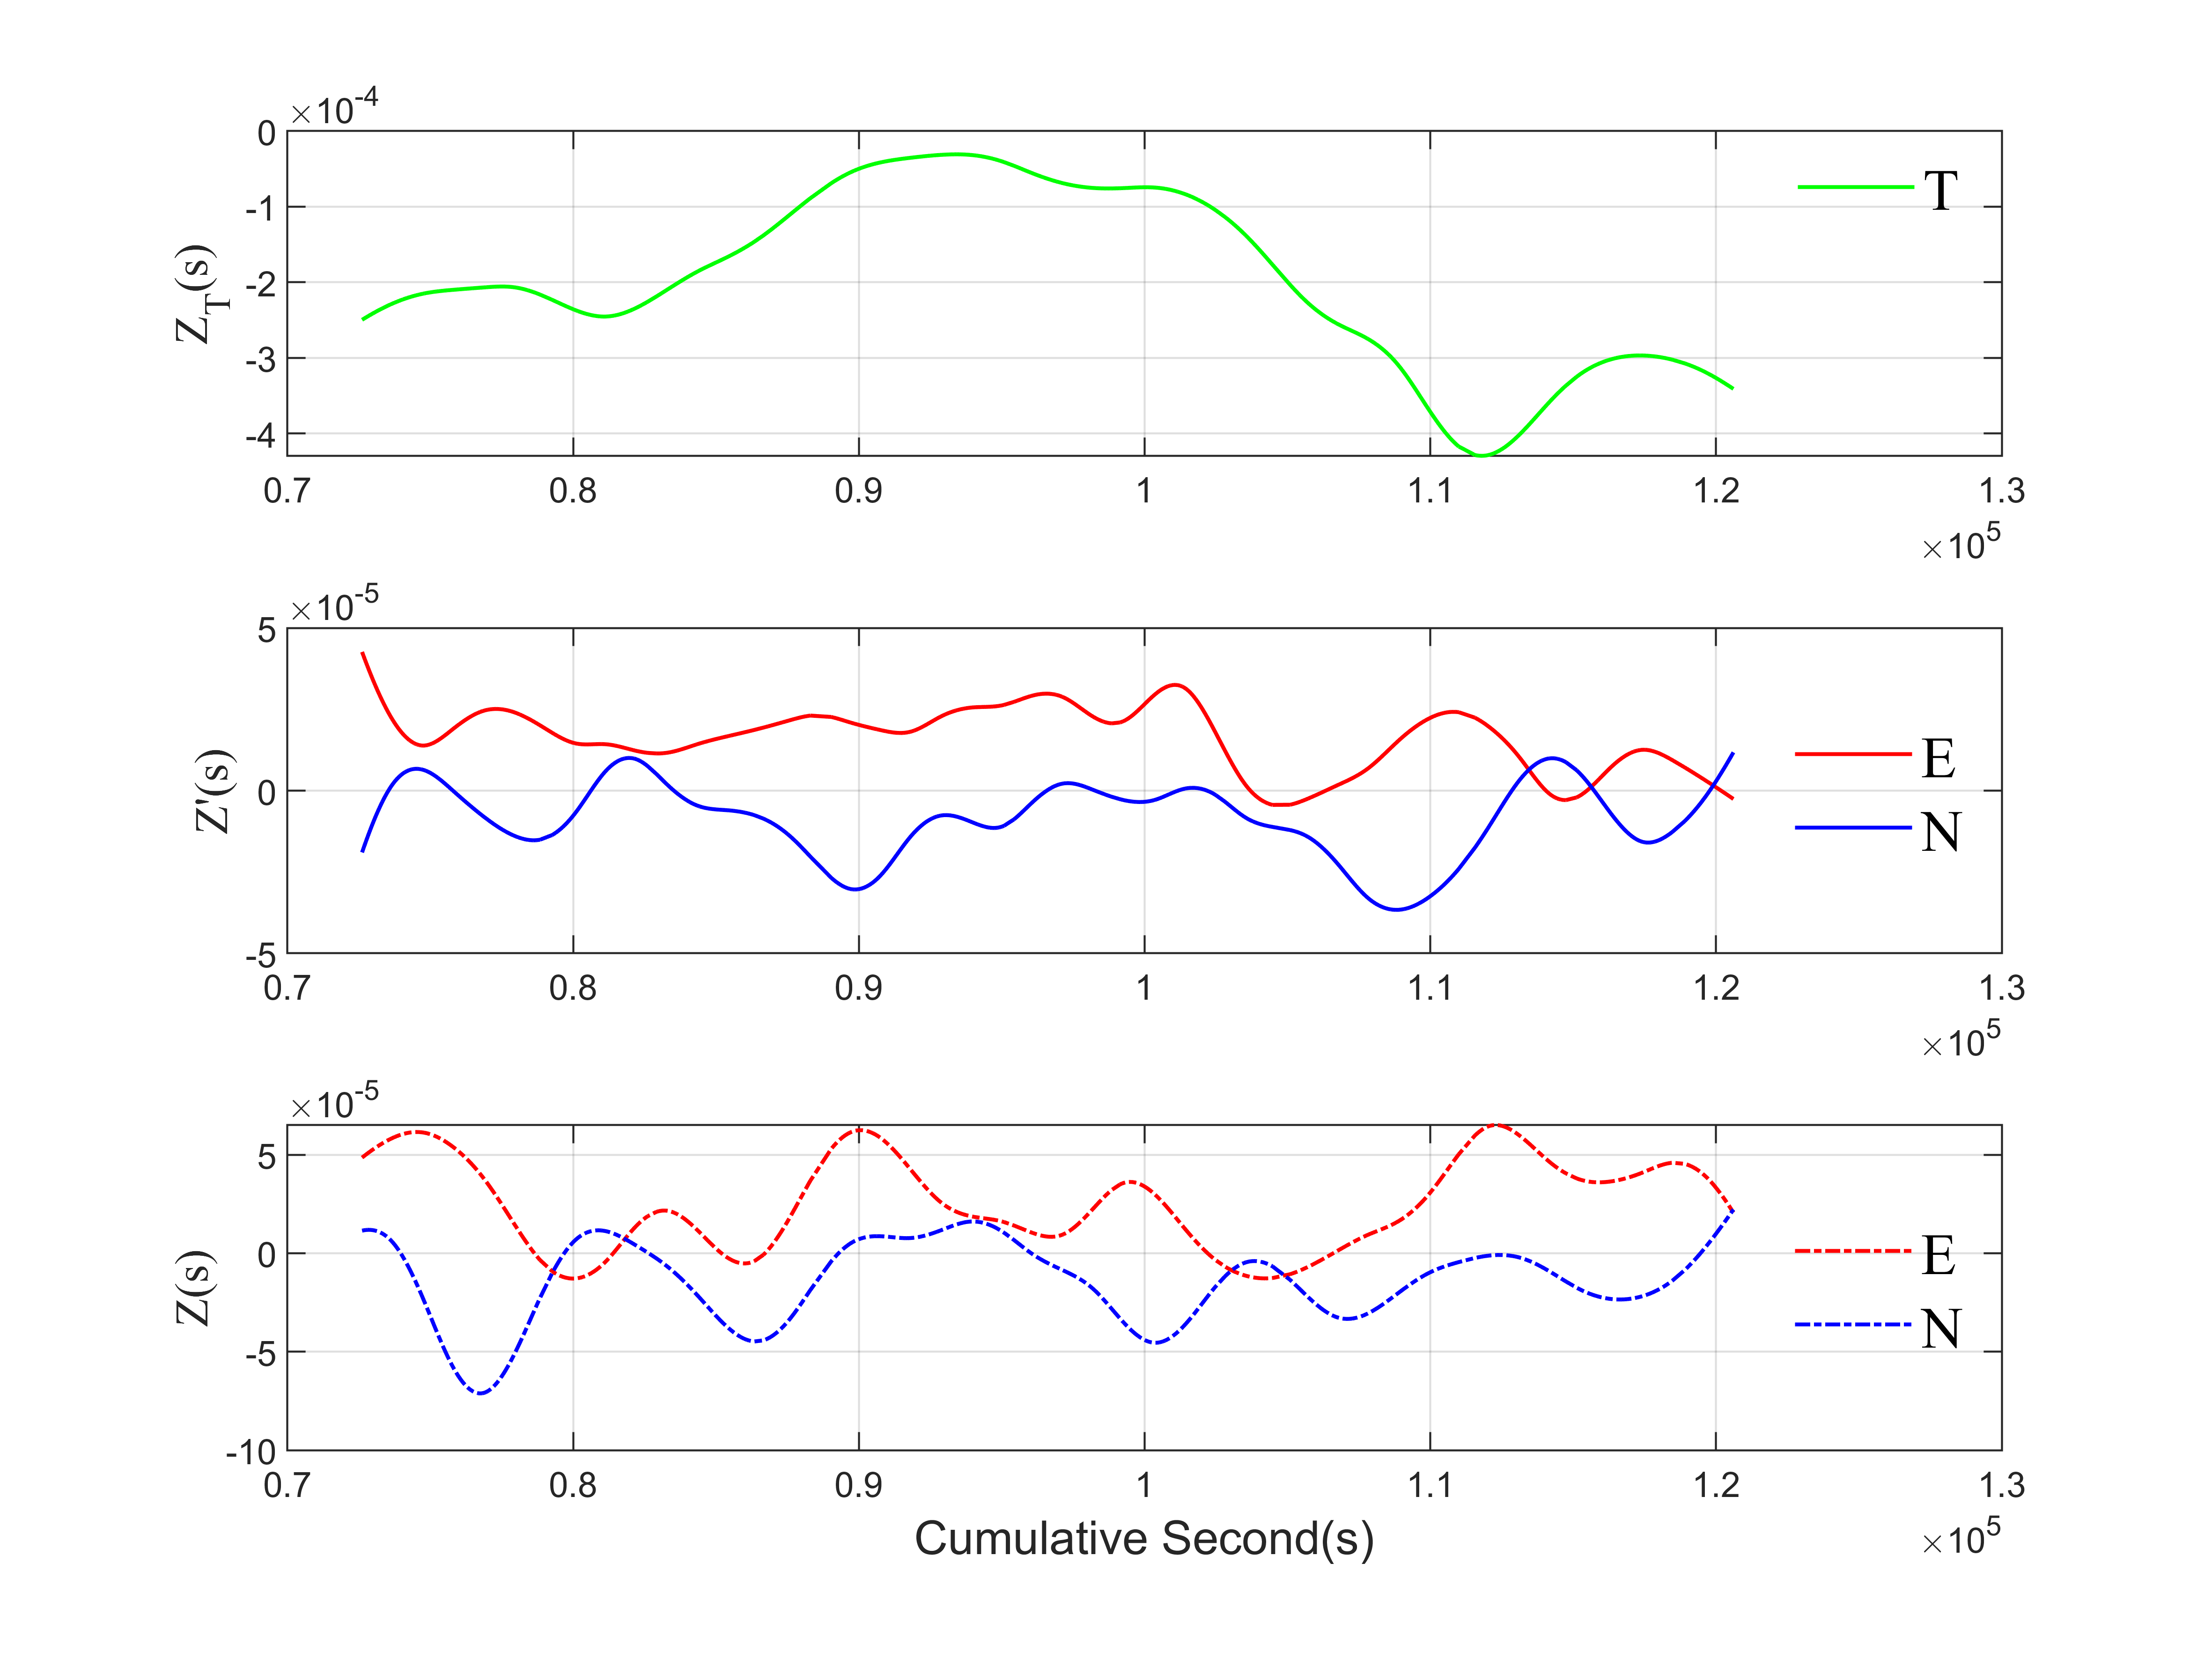 ×10-4
0
-1
-2
-3
-4
Z_T(s)
T
0.7 0.8 0.9 1 1.1 1.2 1.3
×10^5
×10-5
5
0
-5
Z'(s)
E
N
0.7 0.8 0.9 1 1.1 1.2 1.3
×10^5
×10-5
5
0
-5
-10
Z(s)
E
N
0.7 0.8 0.9 1 1.1 1.2 1.3
Cumulative Second(s)
×10^5